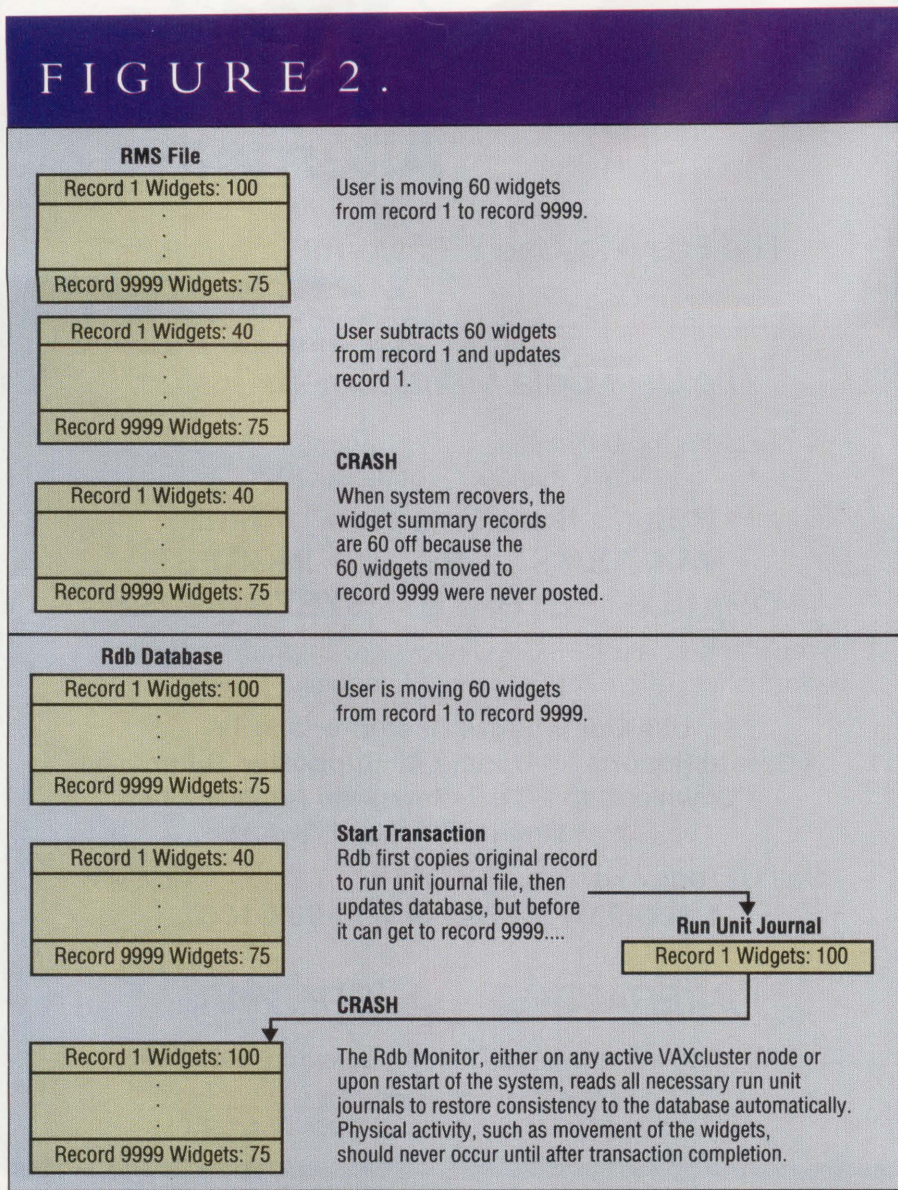 FIGURE 2.
RMS File
Record 1 Widgets: 100
.
.
.
Record 9999 Widgets: 75
User is moving 60 widgets
from record 1 to record 9999.
Record 1 Widgets: 40
.
.
.
Record 9999 Widgets: 75
User subtracts 60 widgets
from record 1 and updates
record 1.
CRASH
Record 1 Widgets: 40
.
.
.
Record 9999 Widgets: 75
When system recovers, the
widget summary records
are 60 off because the
60 widgets moved to
record 9999 were never posted.
Rdb Database
Record 1 Widgets: 100
.
.
.
Record 9999 Widgets: 75
User is moving 60 widgets
from record 1 to record 9999.
Record 1 Widgets: 40
.
.
.
Record 9999 Widgets: 75
Start Transaction
Rdb first copies original record
to run unit journal file, then
updates database, but before
it can get to record 9999....
Run Unit Journal
Record 1 Widgets: 100
CRASH
Record 1 Widgets: 100
.
.
.
Record 9999 Widgets: 75
The Rdb Monitor, either on any active VAXcluster node or
upon restart of the system, reads all necessary run unit
journals to restore consistency to the database automatically.
Physical activity, such as movement of the widgets,
should never occur until after transaction completion.